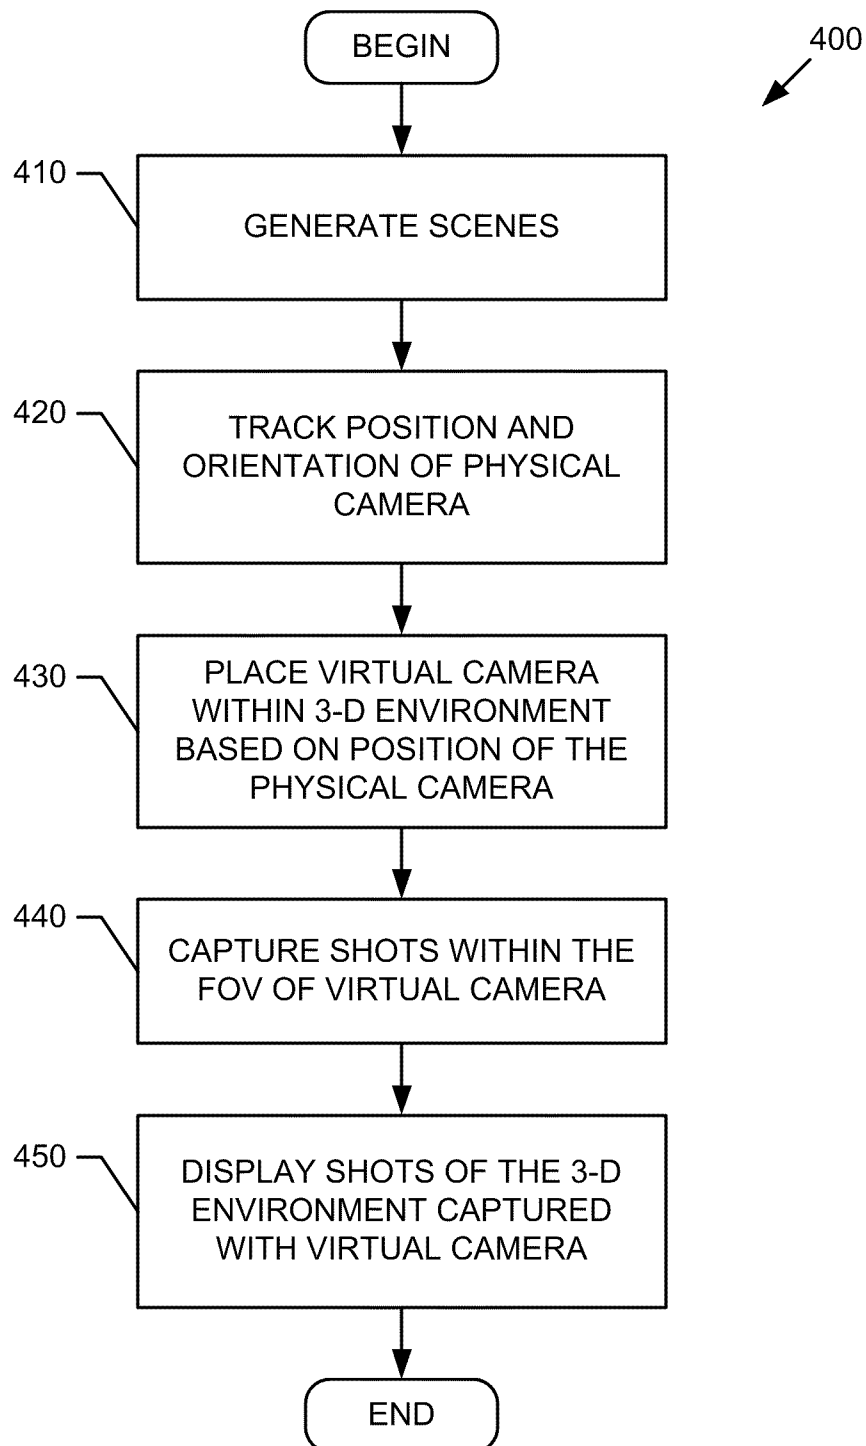 BEGIN
400
410
GENERATE SCENES
420
TRACK POSITION AND
ORIENTATION OF PHYSICAL
CAMERA
430
PLACE VIRTUAL CAMERA
WITHIN 3-D ENVIRONMENT
BASED ON POSITION OF THE
PHYSICAL CAMERA
440
CAPTURE SHOTS WITHIN THE
FOV OF VIRTUAL CAMERA
450
DISPLAY SHOTS OF THE 3-D
ENVIRONMENT CAPTURED
WITH VIRTUAL CAMERA
END